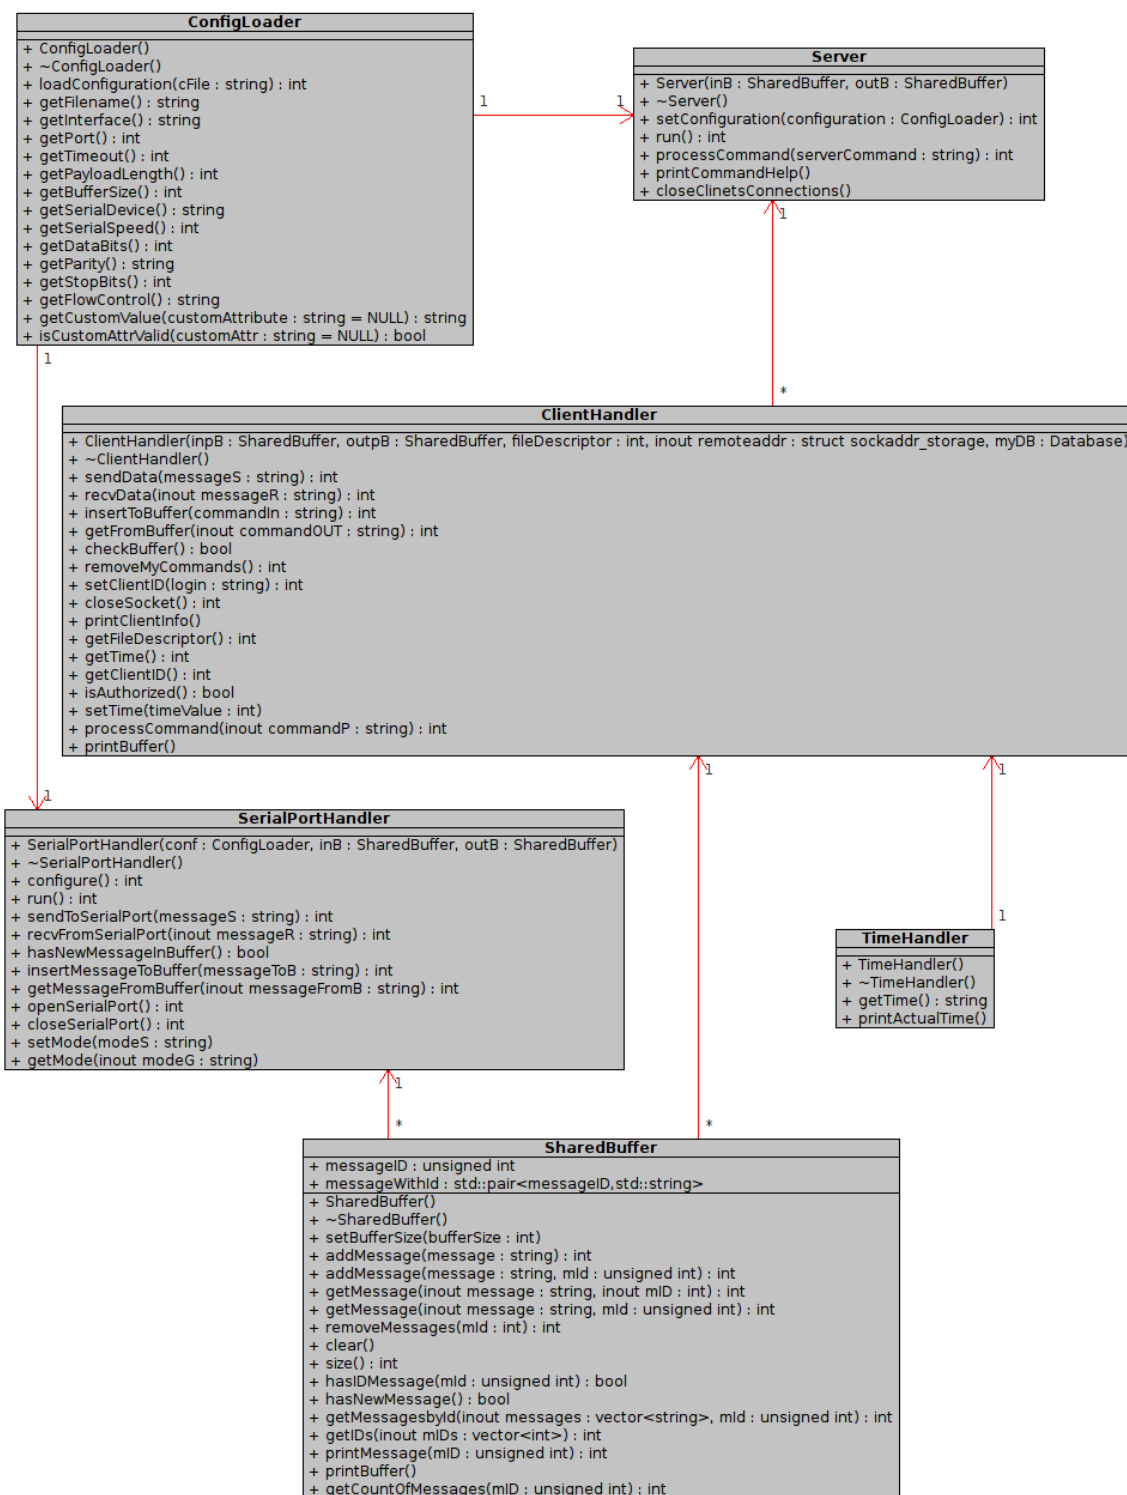 ConfigLoader
+ ConfigLoader()
+ ~ConfigLoader()
+ loadConfiguration(cFile : string) : int
+ getFilename() : string
+ getInterface() : string
+ getPort() : int
+ getTimeout() : int
+ getPayloadLength() : int
+ getBufferSize() : int
+ getSerialDevice() : string
+ getSerialSpeed() : int
+ getDataBits() : int
+ getParity() : string
+ getStopBits() : int
+ getFlowControl() : string
+ getCustomValue(customAttribute : string = NULL) : string
+ isCustomAttrValid(customAttr : string = NULL) : bool
1
1
Server
+ Server(inB : SharedBuffer, outB : SharedBuffer)
+ ~Server()
+ setConfiguration(configuration : ConfigLoader) : int
+ run() : int
+ processCommand(serverCommand : string) : int
+ printCommandHelp()
+ closeClinetsConnections()
1
1
*
ClientHandler
+ ClientHandler(inpB : SharedBuffer, outpB : SharedBuffer, fileDescriptor : int, inout remoteaddr : struct sockaddr_storage, myDB : Database)
+ ~ClientHandler()
+ sendData(messageS : string) : int
+ recvData(inout messageR : string) : int
+ insertToBuffer(commandIn : string) : int
+ getFromBuffer(inout commandOUT : string) : int
+ checkBuffer() : bool
+ removeMyCommands() : int
+ setClientID(login : string) : int
+ closeSocket() : int
+ printClientInfo()
+ getFileDescriptor() : int
+ getTime() : int
+ getClientID() : int
+ isAuthorized() : bool
+ setTime(timeValue : int)
+ processCommand(inout commandP : string) : int
+ printBuffer()
1
1
1
SerialPortHandler
+ SerialPortHandler(conf : ConfigLoader, inB : SharedBuffer, outB : SharedBuffer)
+ ~SerialPortHandler()
+ configure() : int
+ run() : int
+ sendToSerialPort(messageS : string) : int
+ recvFromSerialPort(inout messageR : string) : int
+ hasNewMessageInBuffer() : bool
+ insertMessageToBuffer(messageToB : string) : int
+ getMessageFromBuffer(inout messageFromB : string) : int
+ openSerialPort() : int
+ closeSerialPort() : int
+ setMode(modeS : string)
+ getMode(inout modeG : string)
1
TimeHandler
+ TimeHandler()
+ ~TimeHandler()
+ getTime() : string
+ printActualTime()
1
*
*
SharedBuffer
+ messageID : unsigned int
+ messageWithId : std::pair<messageID,std::string>
+ SharedBuffer()
+ ~SharedBuffer()
+ setBufferSize(bufferSize : int)
+ addMessage(message : string) : int
+ addMessage(message : string, mId : unsigned int) : int
+ getMessage(inout message : string, inout mID : int) : int
+ getMessage(inout message : string, mId : unsigned int) : int
+ removeMessages(mId : int) : int
+ clear()
+ size() : int
+ hasIDMessage(mId : unsigned int) : bool
+ hasNewMessage() : bool
+ getMessagesbyId(inout messages : vector<string>, mId : unsigned int) : int
+ getIDs(inout mIDs : vector<int>) : int
+ printMessage(mID : unsigned int) : int
+ printBuffer()
+ getCountOfMessages(mID : unsigned int) : int